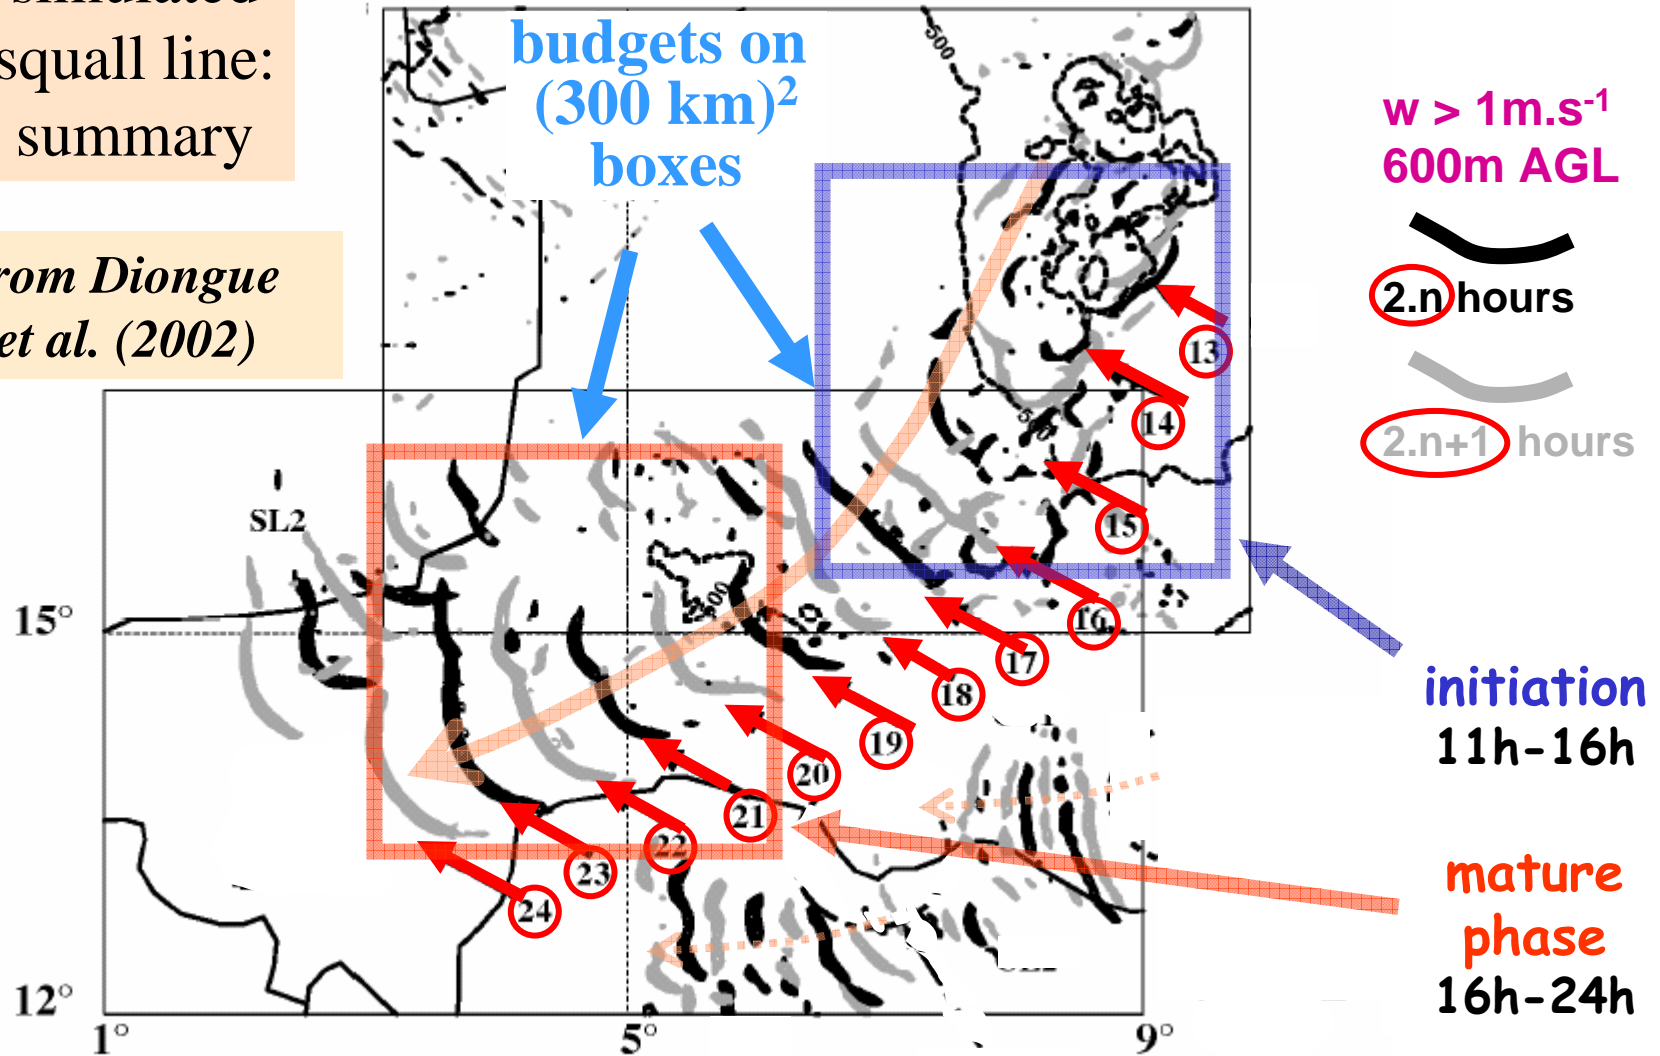 squall line:
summary
from Diongue
et al. (2002)
budgets on
(300 km)²
boxes
w > 1m.s⁻¹
600m AGL
2.n hours
2.n+1 hours
500
13
14
15
16
17
18
19
20
21
22
23
24
SL2
15°
12°
1°
5°
9°
initiation
11h-16h
mature
phase
16h-24h